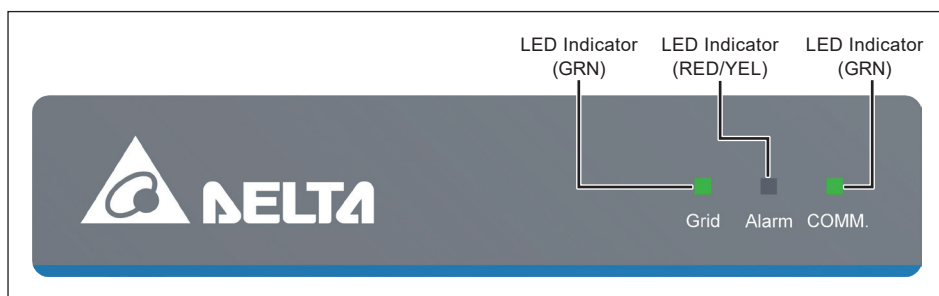 LED Indicator
(GRN)
LED Indicator
(RED/YEL)
LED Indicator
(GRN)
DELTA
Grid
Alarm
COMM.